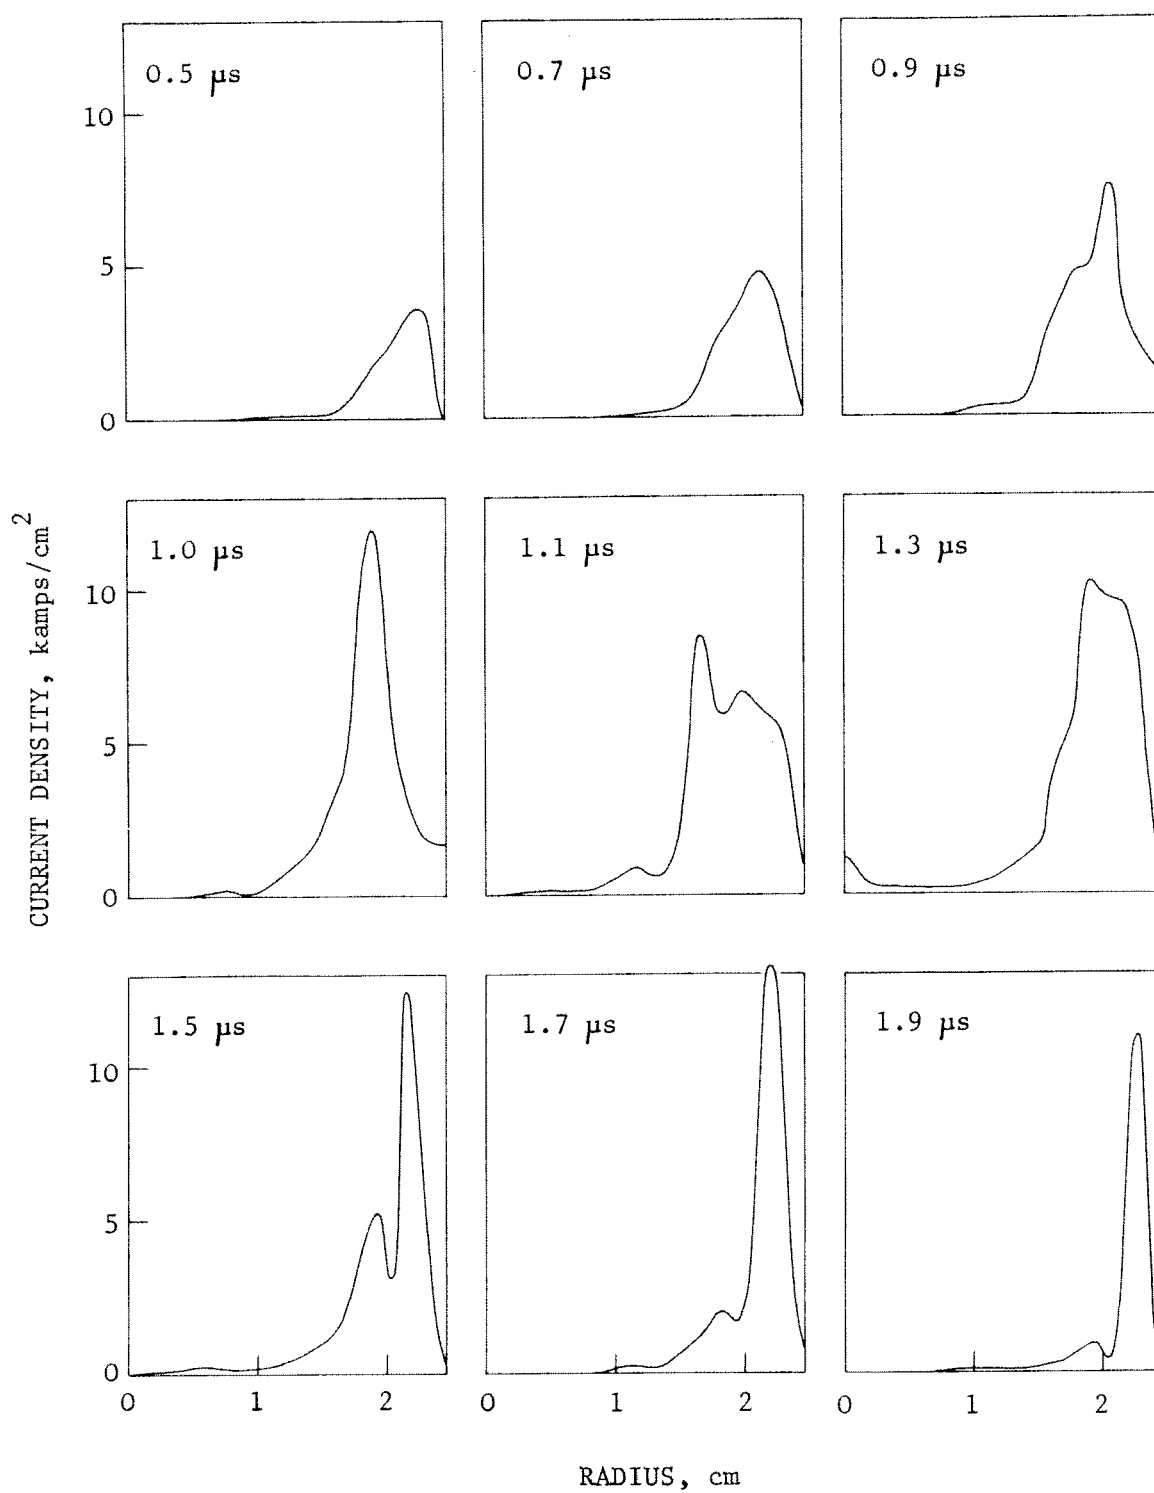 0.5 μs
0.7 μs
0.9 μs
10
5
0
1.0 μs
1.1 μs
1.3 μs
10
5
0
CURRENT DENSITY, kamps/cm²
1.5 μs
1.7 μs
1.9 μs
10
5
0
0 1 2 0 1 2 0 1 2
RADIUS, cm